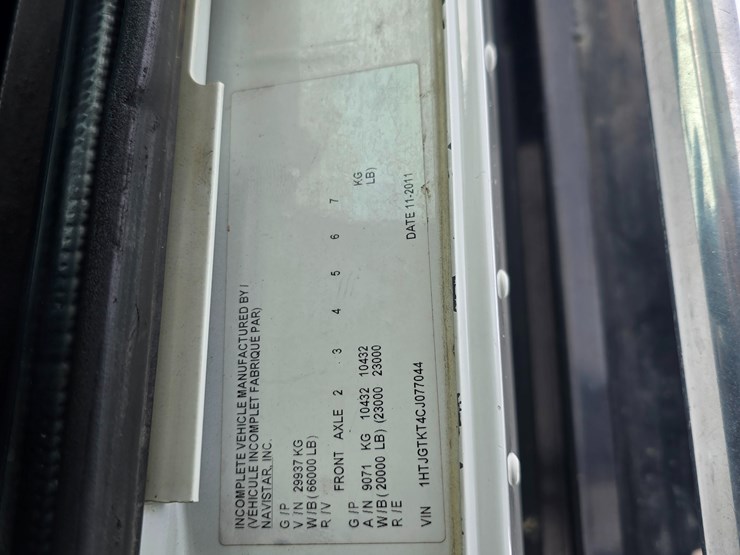 INCOMPLETE VEHICLE MANUFACTURED BY /
(VEHICULE INCOMPLET FABRIQUE PAR)
NAVISTAR, INC.
G /P
V / N 29937 KG
W/B ( 66000 LB)
R / V FRONT AXLE 2 3 4 5 6 7
G / P
A / N 9071 KG 10432 10432 KG
W/B ( 20000 LB) (23000 23000 LB)
R / E
VIN 1HTJGTKT4CJ077044 DATE 11-2011